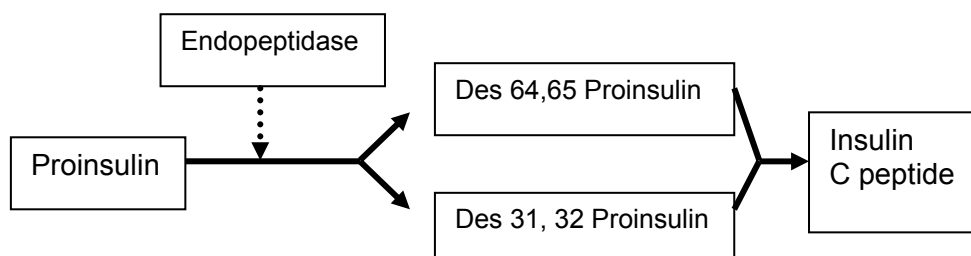 Endopeptidase
Des 64,65 Proinsulin
Proinsulin
Insulin
C peptide
Des 31, 32 Proinsulin